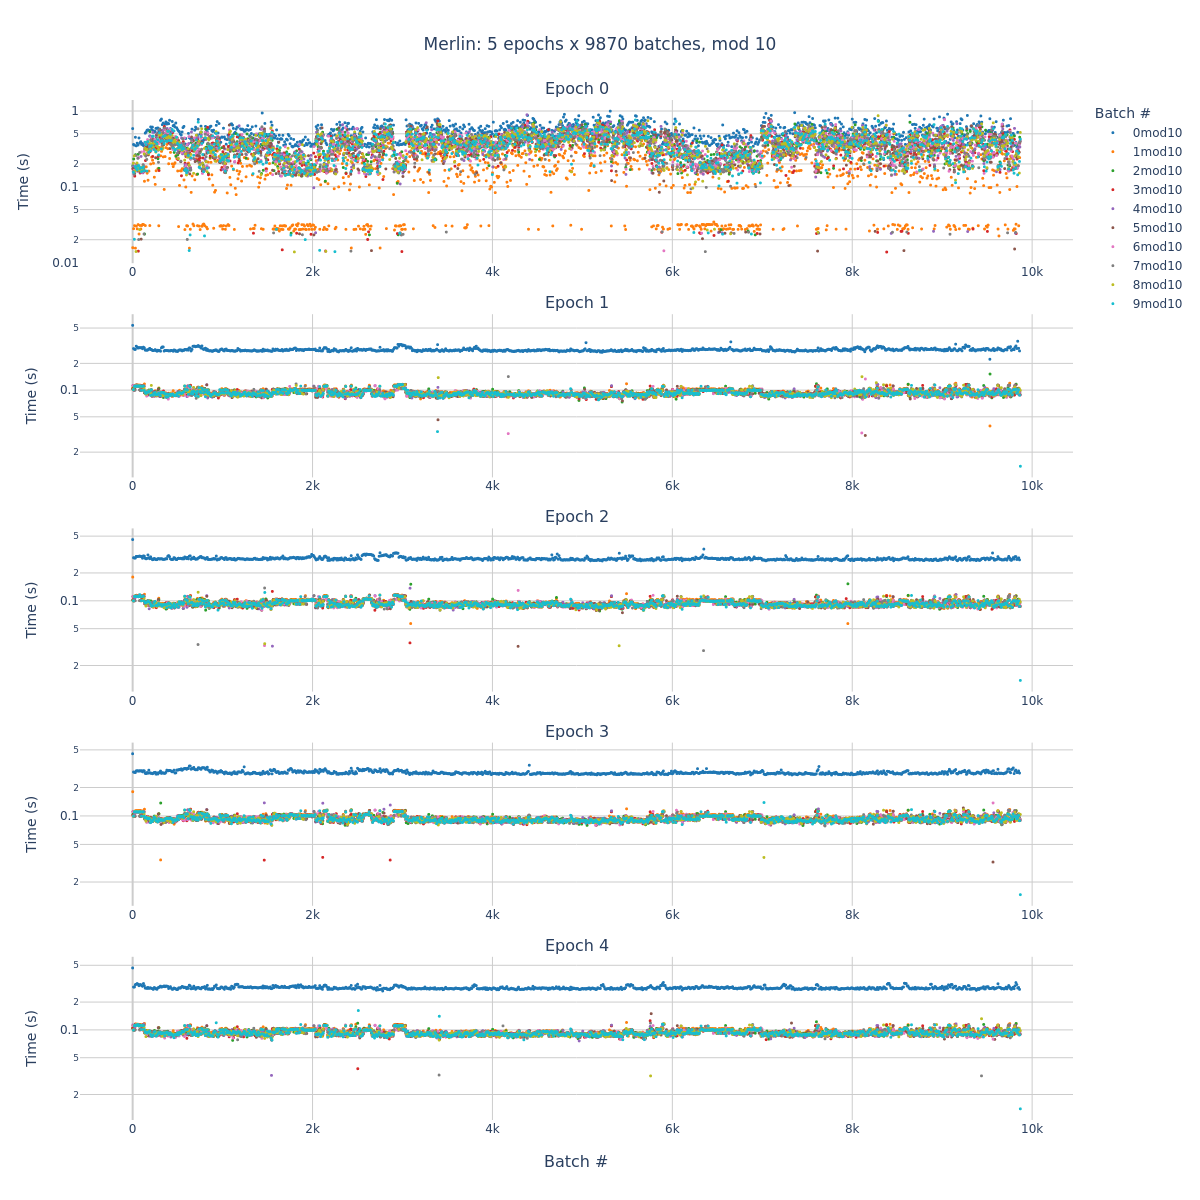 Merlin: 5 epochs x 9870 batches, mod 10
Epoch 0
Time (s)
1
5
2
0.1
5
2
0.01
0
2k
4k
6k
8k
10k
Batch #
0mod10
1mod10
2mod10
3mod10
4mod10
5mod10
6mod10
7mod10
8mod10
9mod10
Epoch 1
Time (s)
5
2
0.1
5
2
0
2k
4k
6k
8k
10k
Epoch 2
Time (s)
5
2
0.1
5
2
0
2k
4k
6k
8k
10k
Epoch 3
Time (s)
5
2
0.1
5
2
0
2k
4k
6k
8k
10k
Epoch 4
Time (s)
5
2
0.1
5
2
0
2k
4k
6k
8k
10k
Batch #